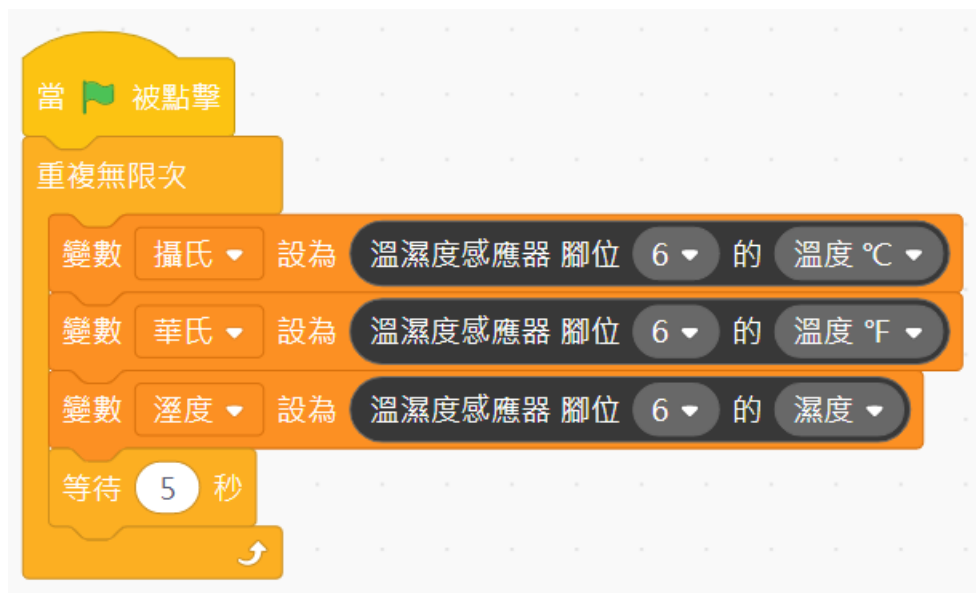 當 被點擊
重複無限次
變數 攝氏 設為 溫濕度感應器 腳位 6 的 溫度 ℃
變數 華氏 設為 溫濕度感應器 腳位 6 的 溫度 ℉
變數 溼度 設為 溫濕度感應器 腳位 6 的 濕度
等待 5 秒